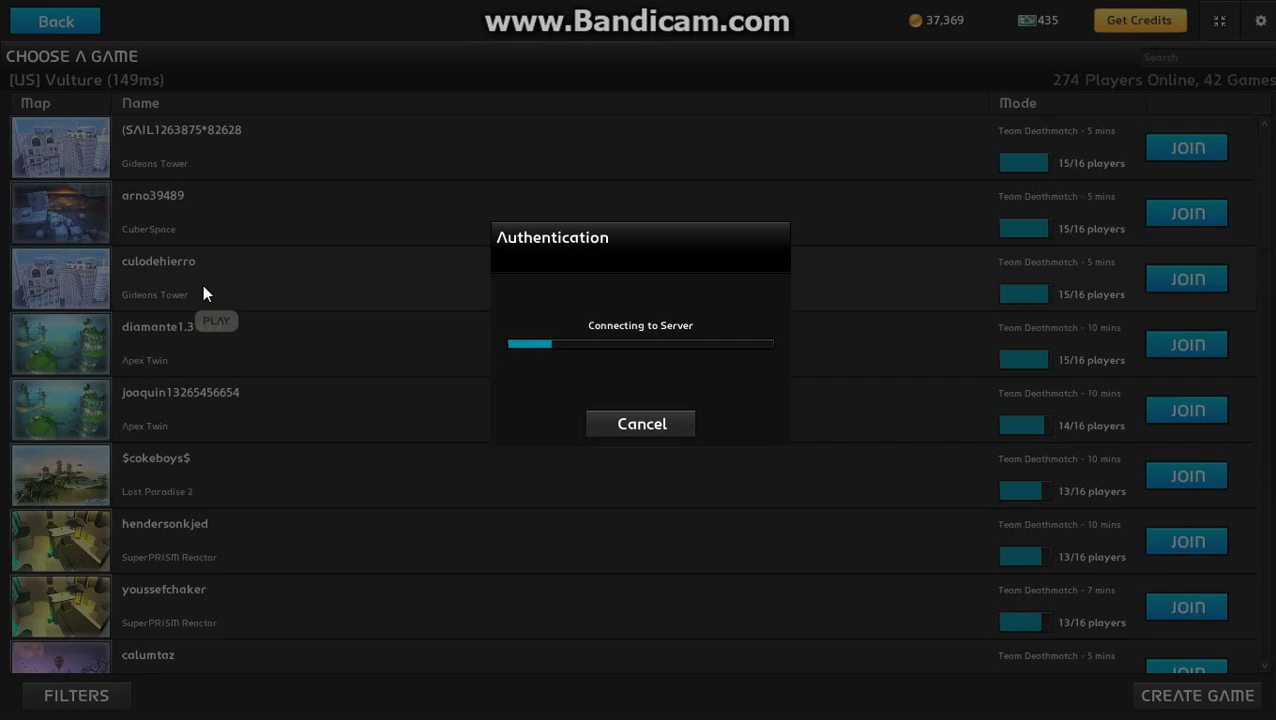 Back
www.Bandicam.com
37,369
435
Get Credits
CHOOSE A GAME
Search
[US] Vulture (149ms)
274 Players Online, 42 Games
Map
Name
Mode
(SAIL1263875*82628
Gideons Tower
Team Deathmatch - 5 mins
15/16 players
JOIN
arno39489
CuberSpace
Team Deathmatch - 5 mins
15/16 players
JOIN
culodehierro
Gideons Tower
Team Deathmatch - 5 mins
15/16 players
JOIN
diamante1.3
PLAY
Apex Twin
Team Deathmatch - 10 mins
15/16 players
JOIN
joaquin13265456654
Apex Twin
Team Deathmatch - 10 mins
14/16 players
JOIN
$cokeboys$
Lost Paradise 2
Team Deathmatch - 10 mins
13/16 players
JOIN
hendersonkjed
SuperPRISM Reactor
Team Deathmatch - 10 mins
13/16 players
JOIN
youssefchaker
SuperPRISM Reactor
Team Deathmatch - 7 mins
13/16 players
JOIN
calumtaz
Team Deathmatch - 5 mins
JOIN
Authentication
Connecting to Server
Cancel
FILTERS
CREATE GAME